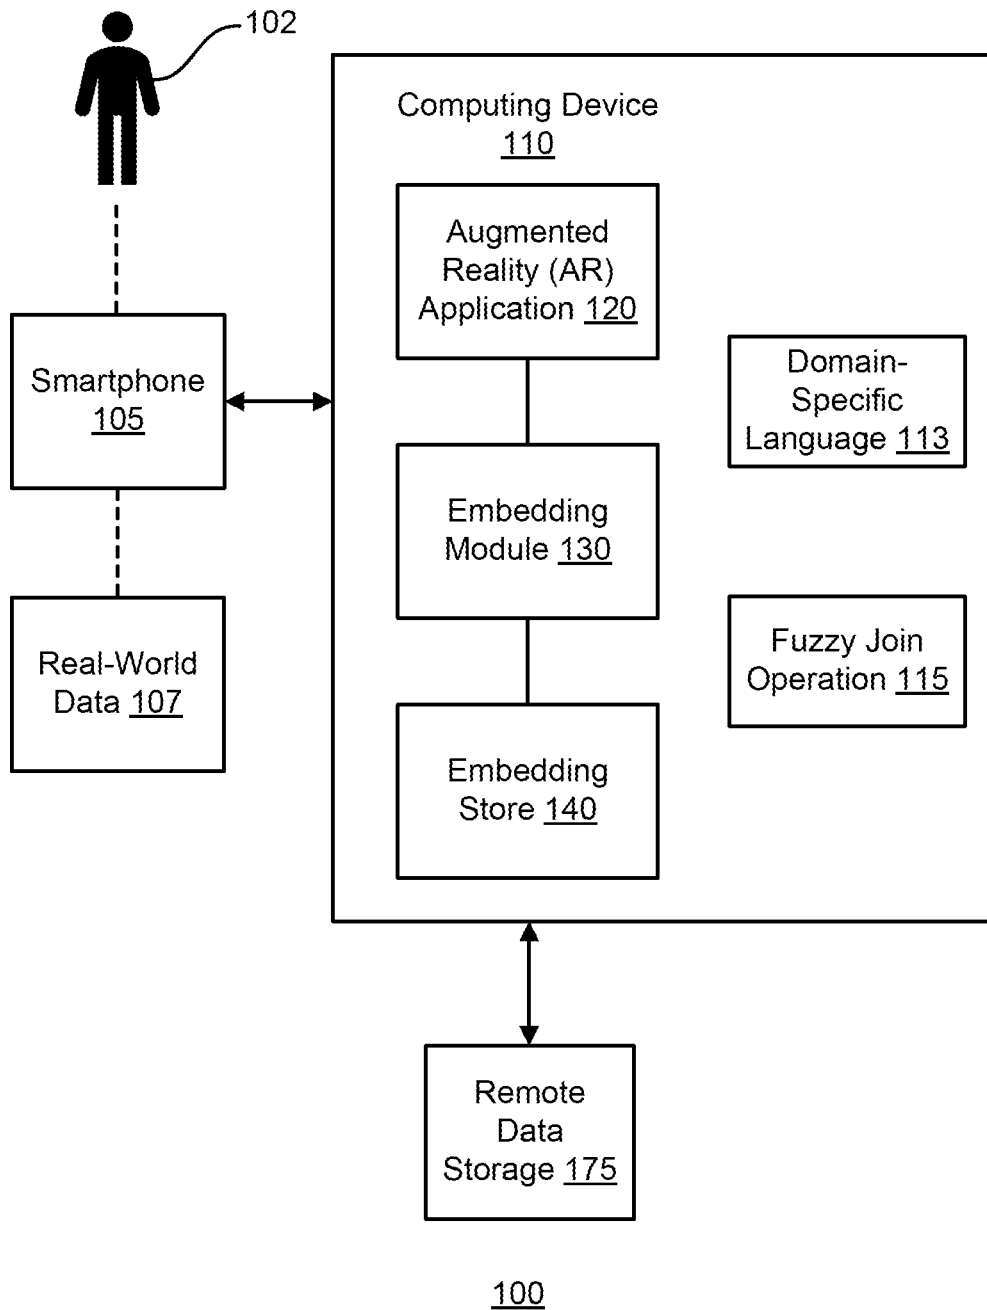 102
Computing Device
110
Augmented
Reality (AR)
Application 120
Smartphone
105
Domain-
Specific
Language 113
Embedding
Module 130
Real-World
Data 107
Fuzzy Join
Operation 115
Embedding
Store 140
Remote
Data
Storage 175
100